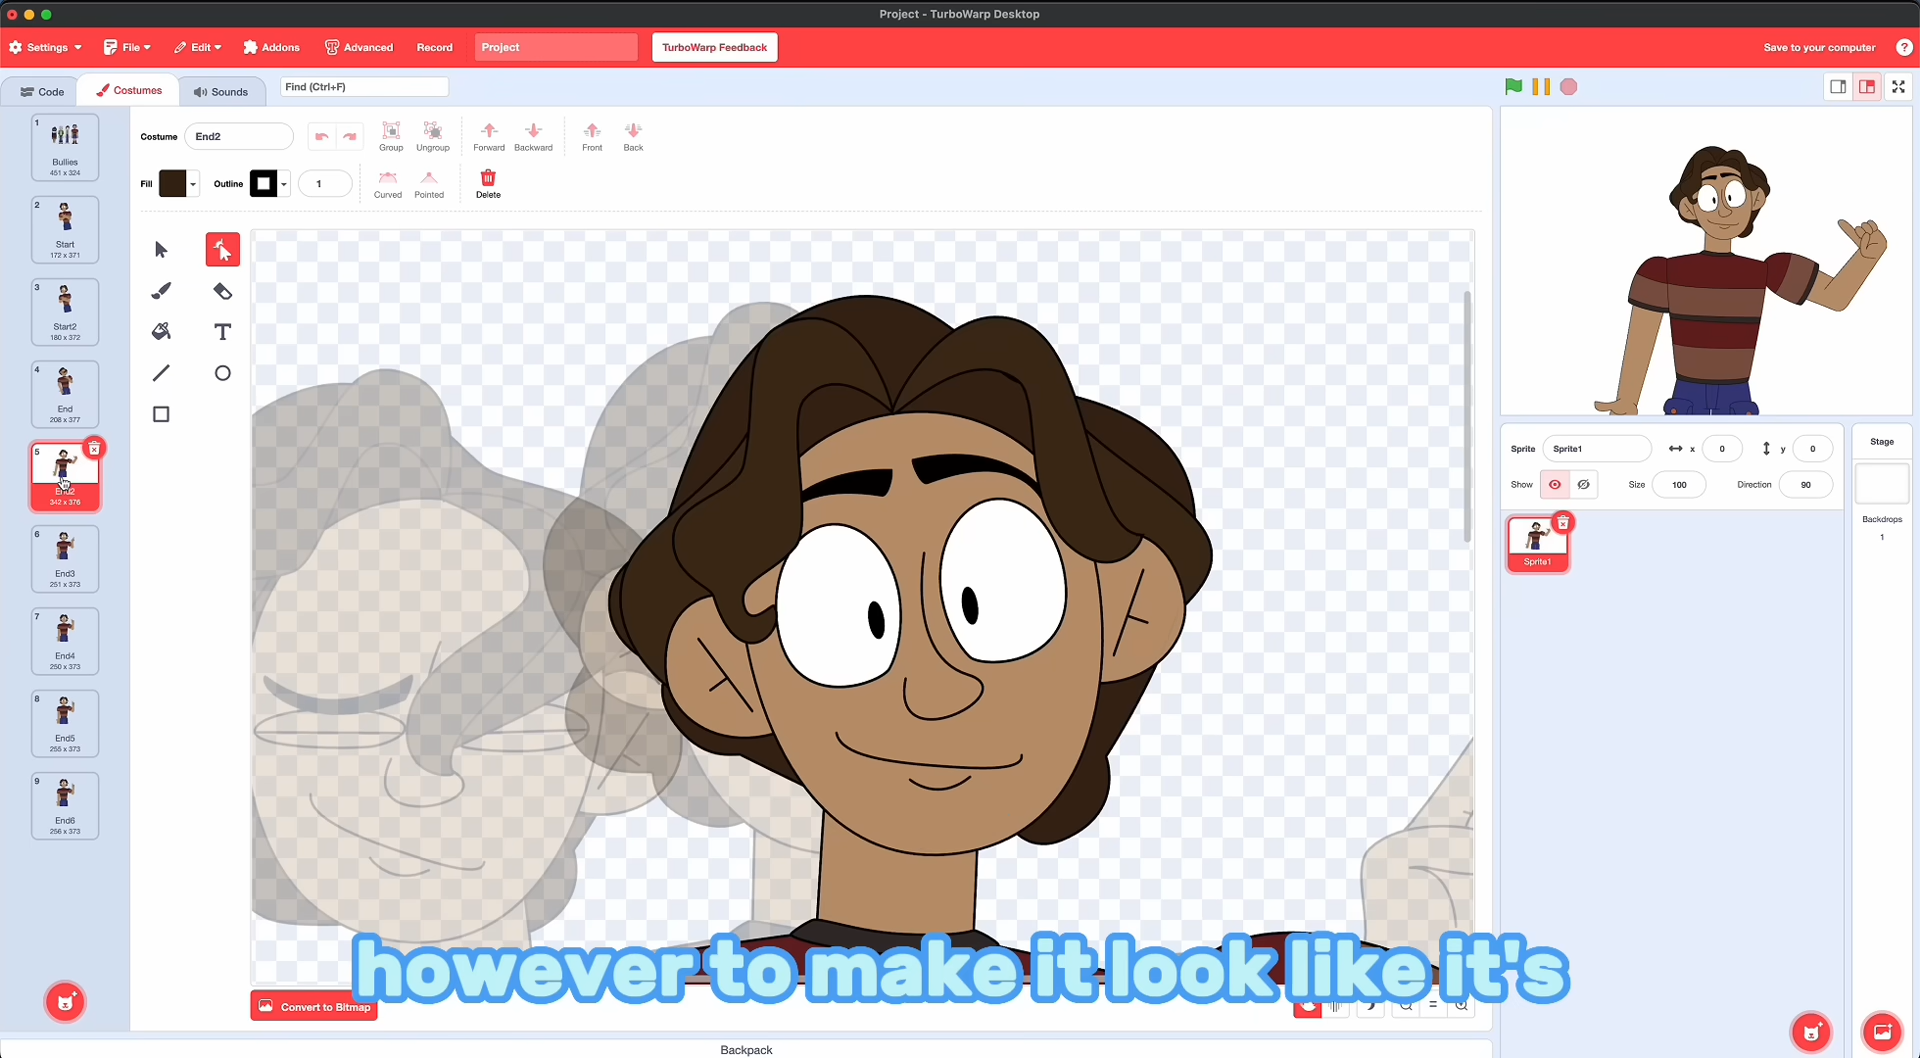 Project - TurboWarp Desktop
Settings File Edit Addons Advanced Record Project TurboWarp Feedback Save to your computer ?
Code Costumes Sounds Find (Ctrl+F)
1
Bullies
451 x 324
2
Start
172 x 371
3
Start2
180 x 372
4
End
208 x 377
5
End2
342 x 376
6
End3
251 x 373
7
End4
250 x 373
8
End5
255 x 373
9
End6
256 x 373
Costume End2 Group Ungroup Forward Backward Front Back
Fill Outline 1 Curved Pointed Delete
T
Convert to Bitmap
however to make it look like it's
Backpack
Sprite Sprite1 x 0 y 0
Show Size 100 Direction 90
Sprite1
Stage
Backdrops
1